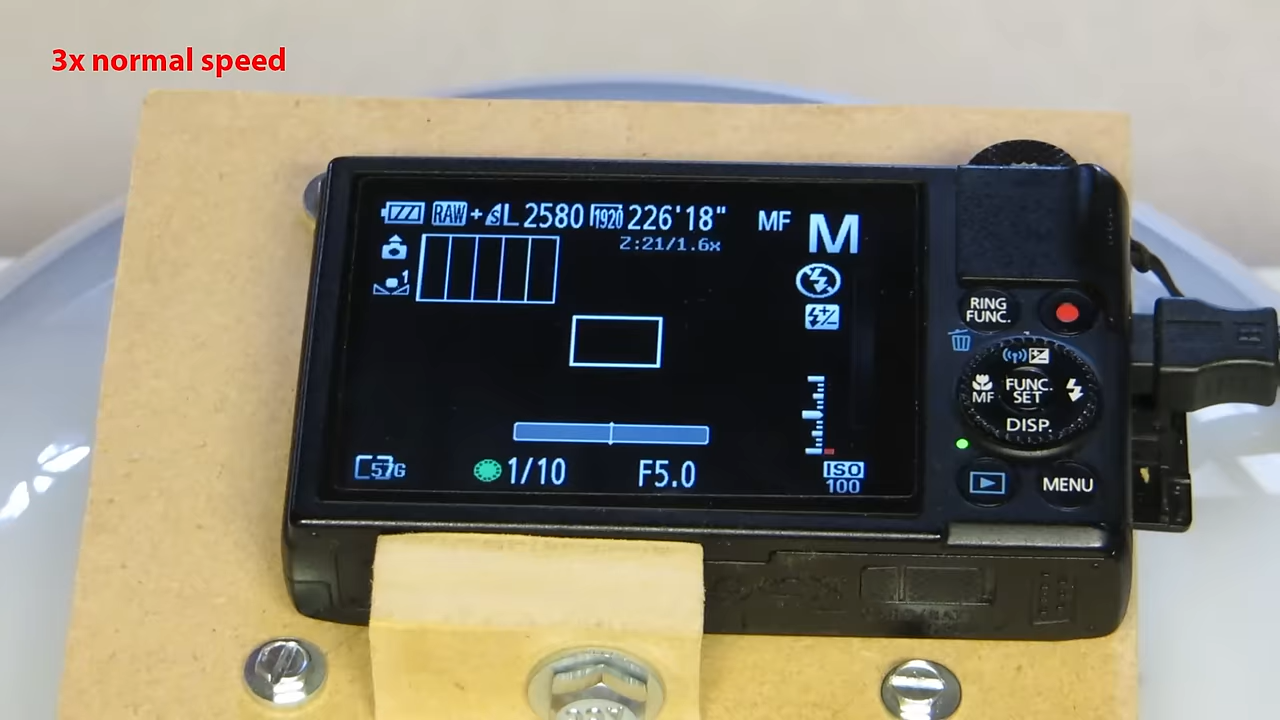 3x normal speed
RAW + L 2580 1920 226'18" MF M
Z:21/1.6x
1
RING
FUNC.
MF
FUNC.
SET
DISP.
1/10 F5.0 ISO
100
MENU